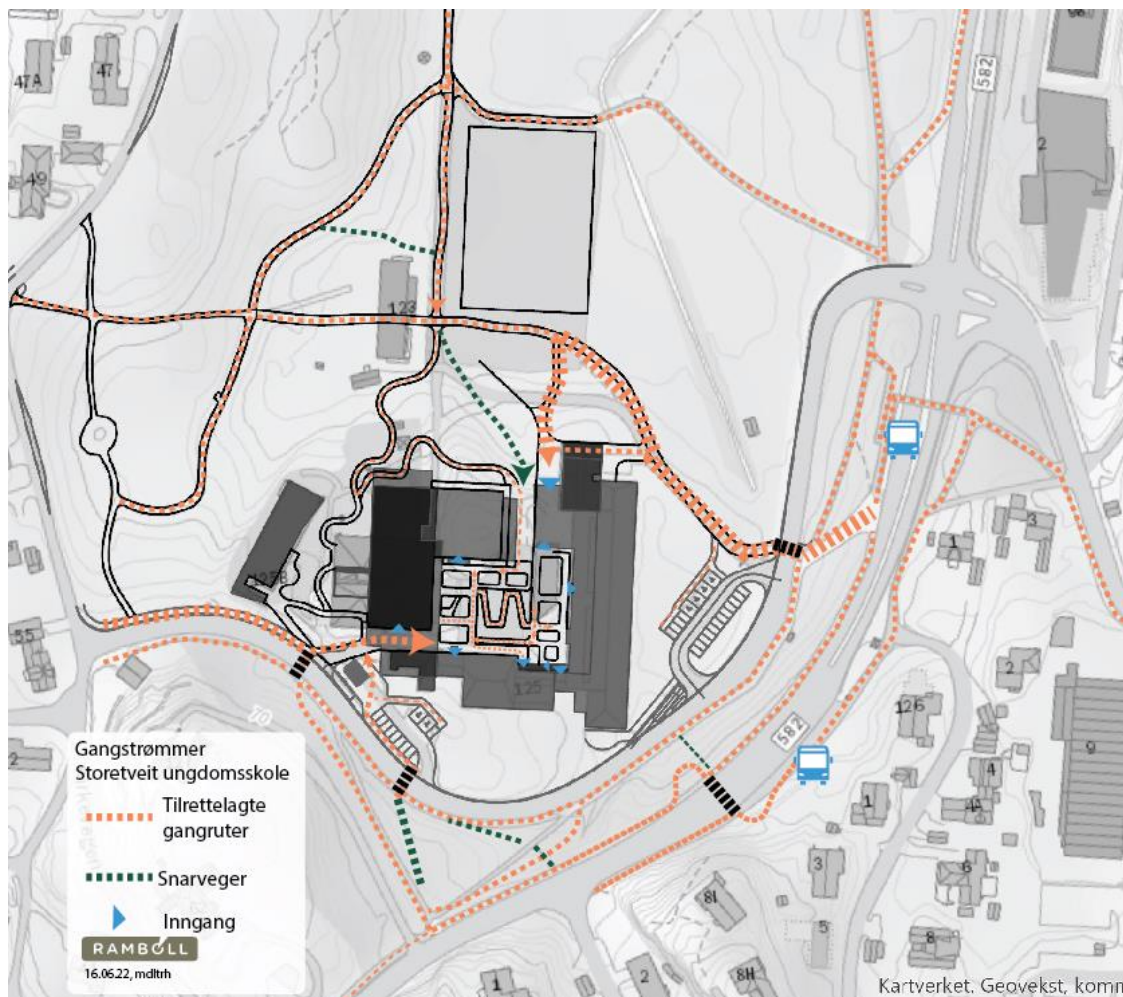 47A
47
49
582
2
123
125
55
2
70
582
1
3
2
126
4
4A
9
1
3
6
5
8
8I
8H
2
1
Gangstrømmer
Storetveit ungdomsskole
Tilrettelagte
gangruter
Snarveger
Inngang
RAMBOLL
16.06.22, mdltrh
Kartverket. Geovekst, komm